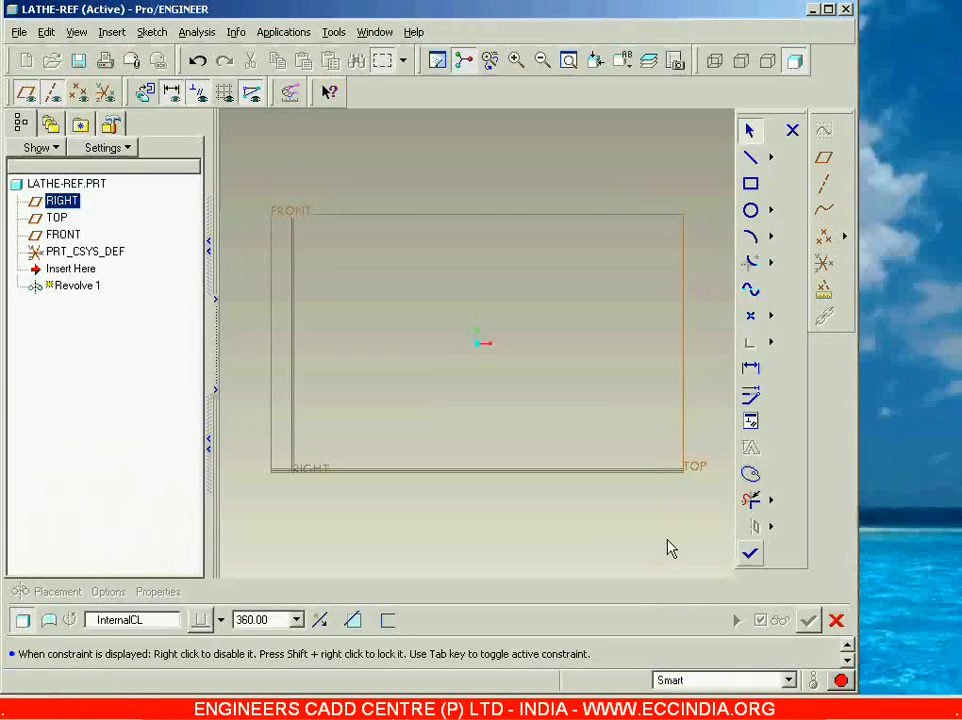 LATHE-REF (Active) - Pro/ENGINEER
File Edit View Insert Sketch Analysis Info Applications Tools Window Help
Show Settings
LATHE-REF.PRT
RIGHT
TOP
FRONT
PRT_CSYS_DEF
Insert Here
Revolve 1
FRONT
RIGHT
TOP
Placement Options Properties
InternalCL 360.00
When constraint is displayed: Right click to disable it. Press Shift + right click to lock it. Use Tab key to toggle active constraint.
Smart
ENGINEERS CADD CENTRE (P) LTD - INDIA - WWW.ECCINDIA.ORG